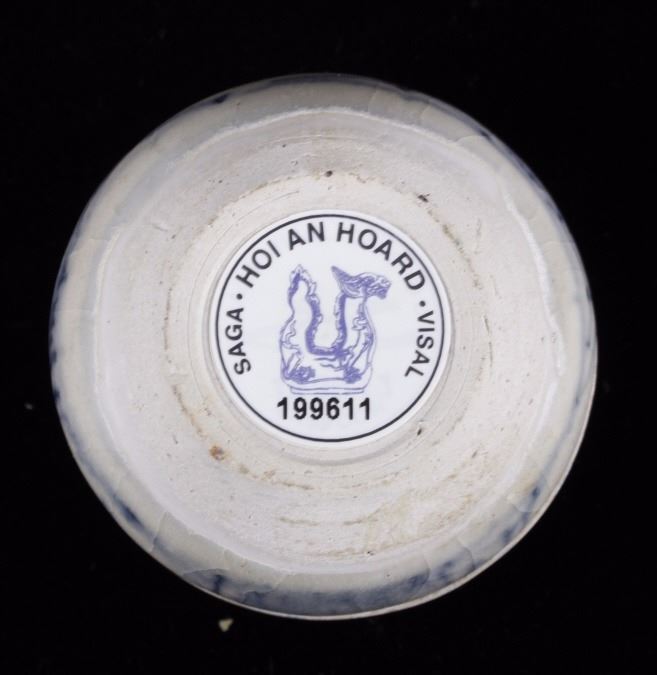 SAGA · HOI AN HOARD · VISAL
199611